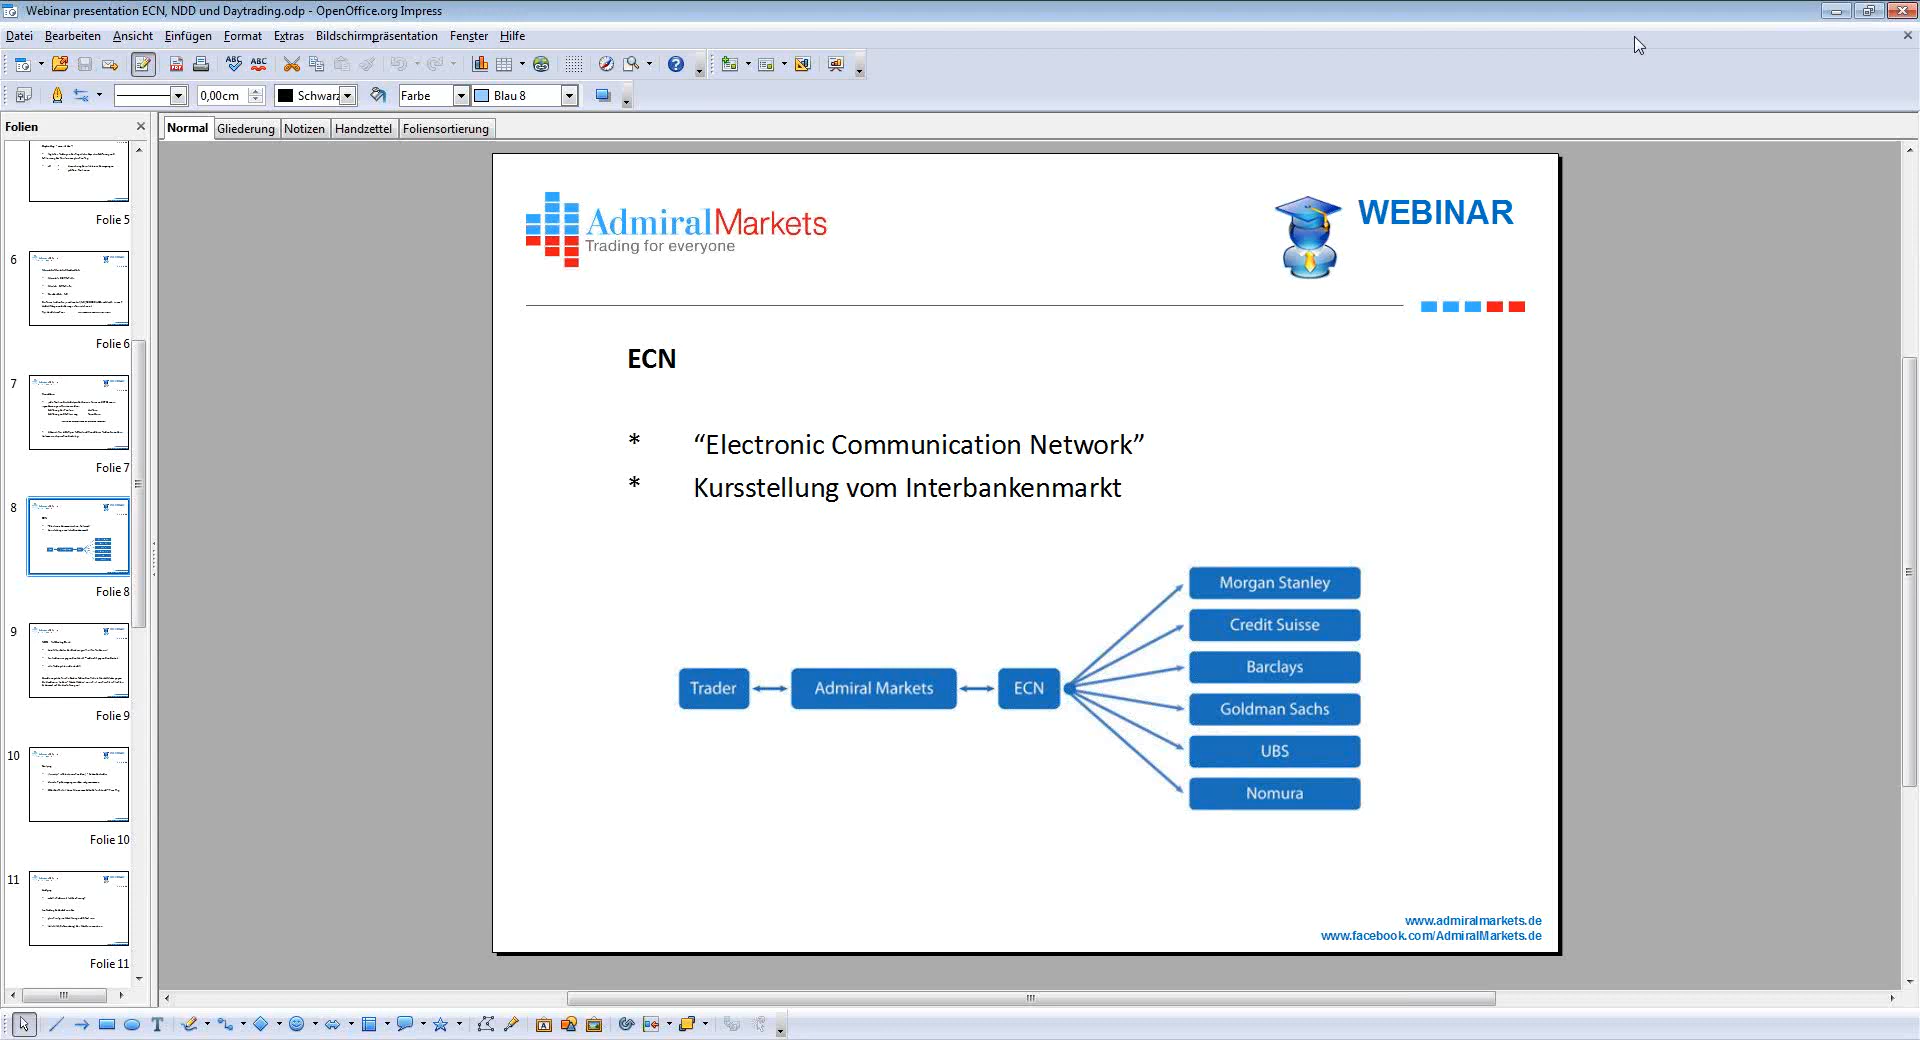 Webinar presentation ECN, NDD und Daytrading.odp - OpenOffice.org Impress
Datei Bearbeiten Ansicht Einfügen Format Extras Bildschirmpräsentation Fenster Hilfe
0,00cm Schwarz Farbe Blau 8
Folien
Normal Gliederung Notizen Handzettel Foliensortierung
Folie 5
6
Folie 6
7
Folie 7
8
Folie 8
9
Folie 9
10
Folie 10
11
Folie 11
AdmiralMarkets
Trading for everyone
WEBINAR
ECN
* “Electronic Communication Network”
* Kursstellung vom Interbankenmarkt
Trader
Admiral Markets
ECN
Morgan Stanley
Credit Suisse
Barclays
Goldman Sachs
UBS
Nomura
www.admiralmarkets.de
www.facebook.com/AdmiralMarkets.de